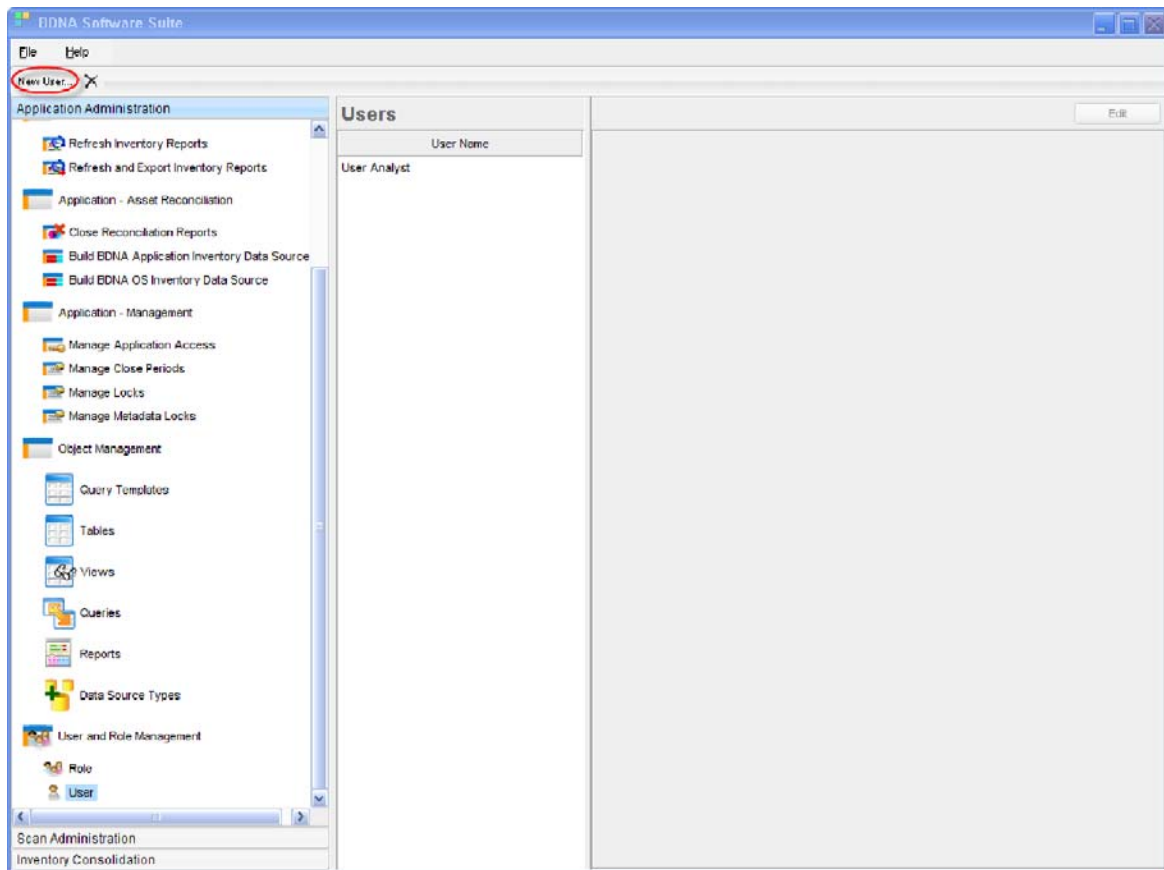 BDNA Software Suite
File Help
New User...
Application Administration
Refresh Inventory Reports
Refresh and Export Inventory Reports
Application - Asset Reconciliation
Close Reconciliation Reports
Build BDNA Application Inventory Data Source
Build BDNA OS Inventory Data Source
Application - Management
Manage Application Access
Manage Close Periods
Manage Locks
Manage Metadata Locks
Object Management
Query Templates
Tables
Views
Queries
Reports
Data Source Types
User and Role Management
Role
User
Scan Administration
Inventory Consolidation
Users
User Name
User Analyst
Edit